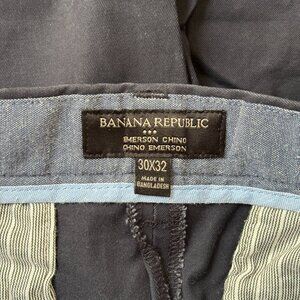 BANANA REPUBLIC
EMERSON CHINO
CHINO EMERSON
30X32
MADE IN
BANGLADESH